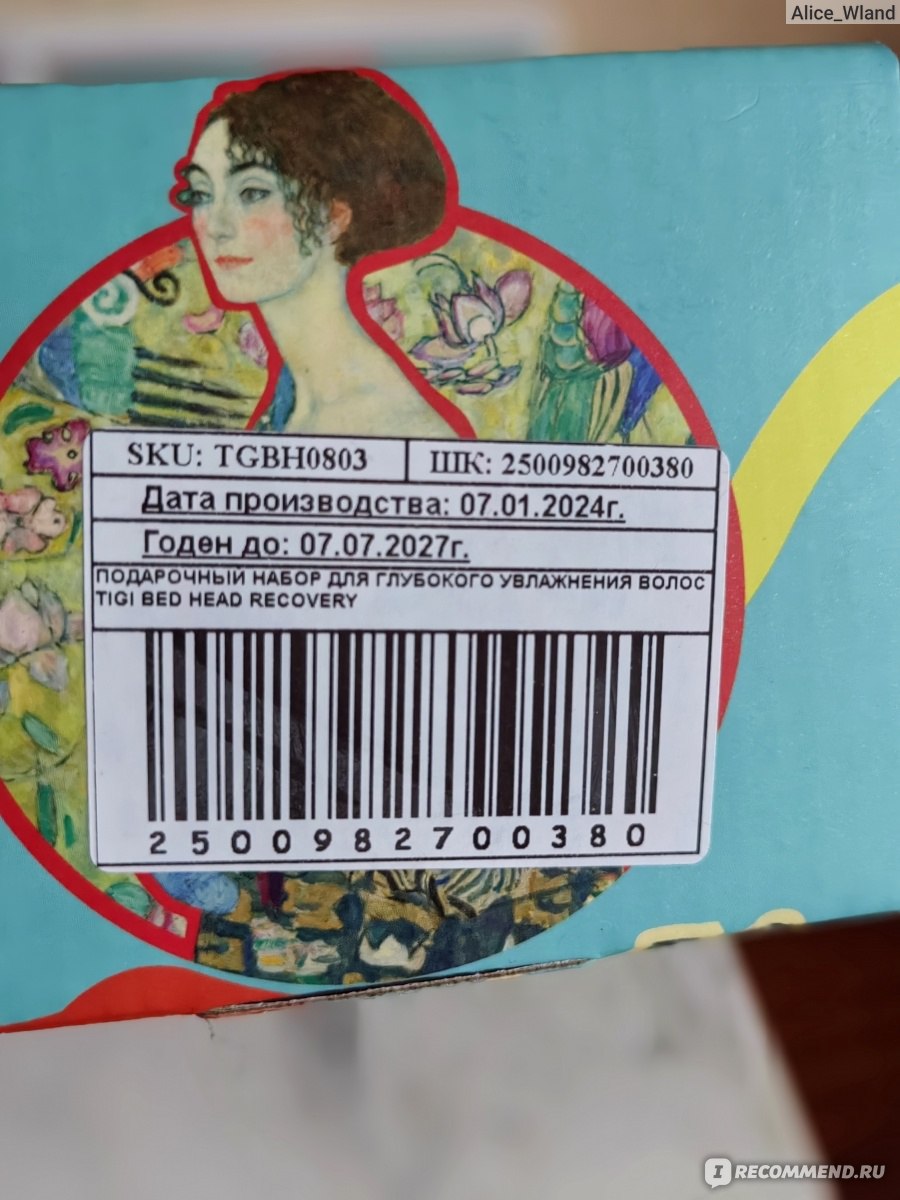 Alice_Wland
SKU: TGBH0803
ШК: 2500982700380
Дата производства: 07.01.2024г.
Годен до: 07.07.2027г.
ПОДАРОЧНЫЙ НАБОР ДЛЯ ГЛУБОКОГО УВЛАЖНЕНИЯ ВОЛОС
TIGI BED HEAD RECOVERY
2500982700380
IRECOMMEND.RU